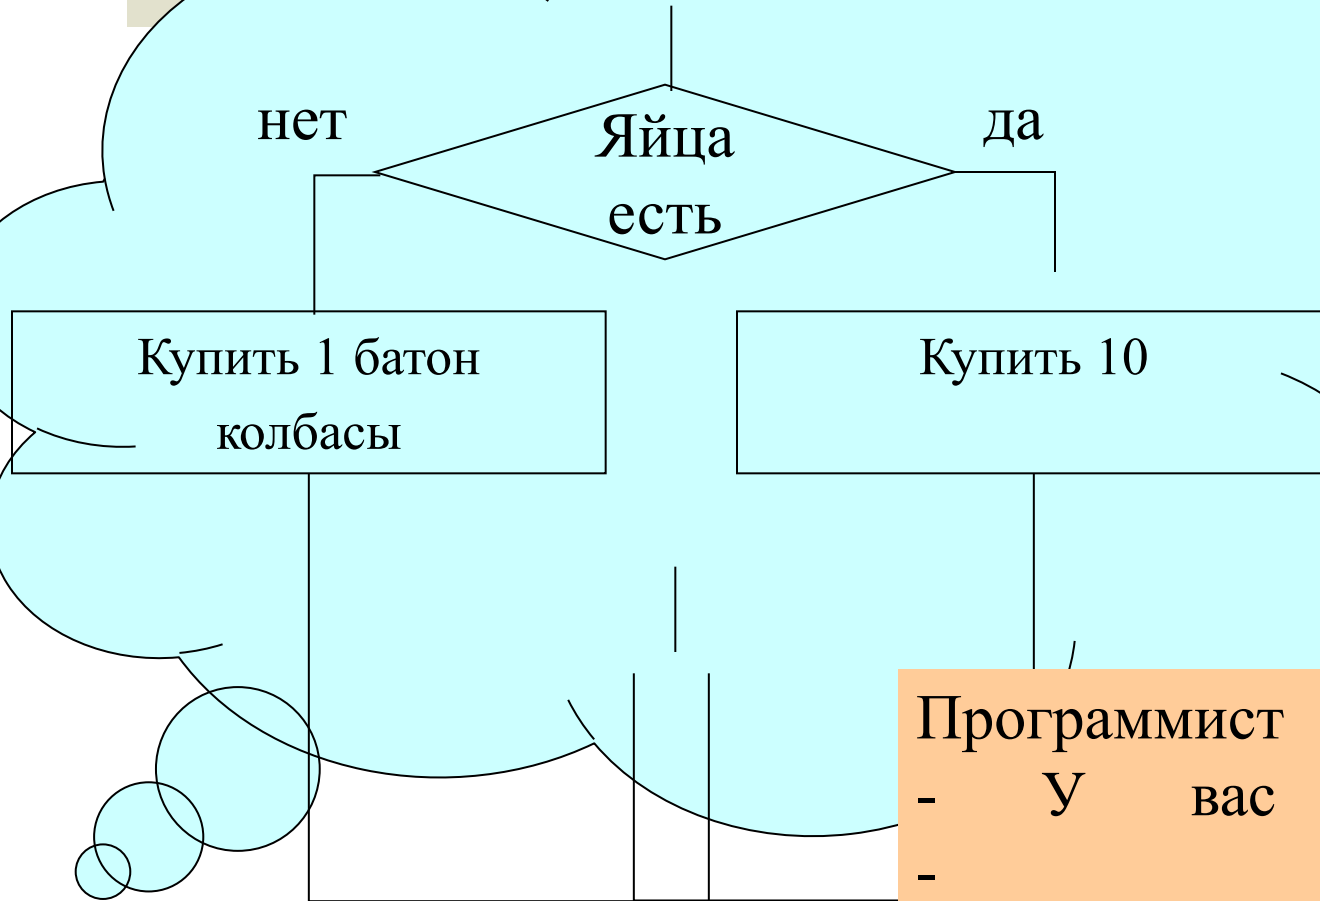 нет
да
Яйца
есть
Купить 1 батон
колбасы
Купить 10
Программист
- У вас
-